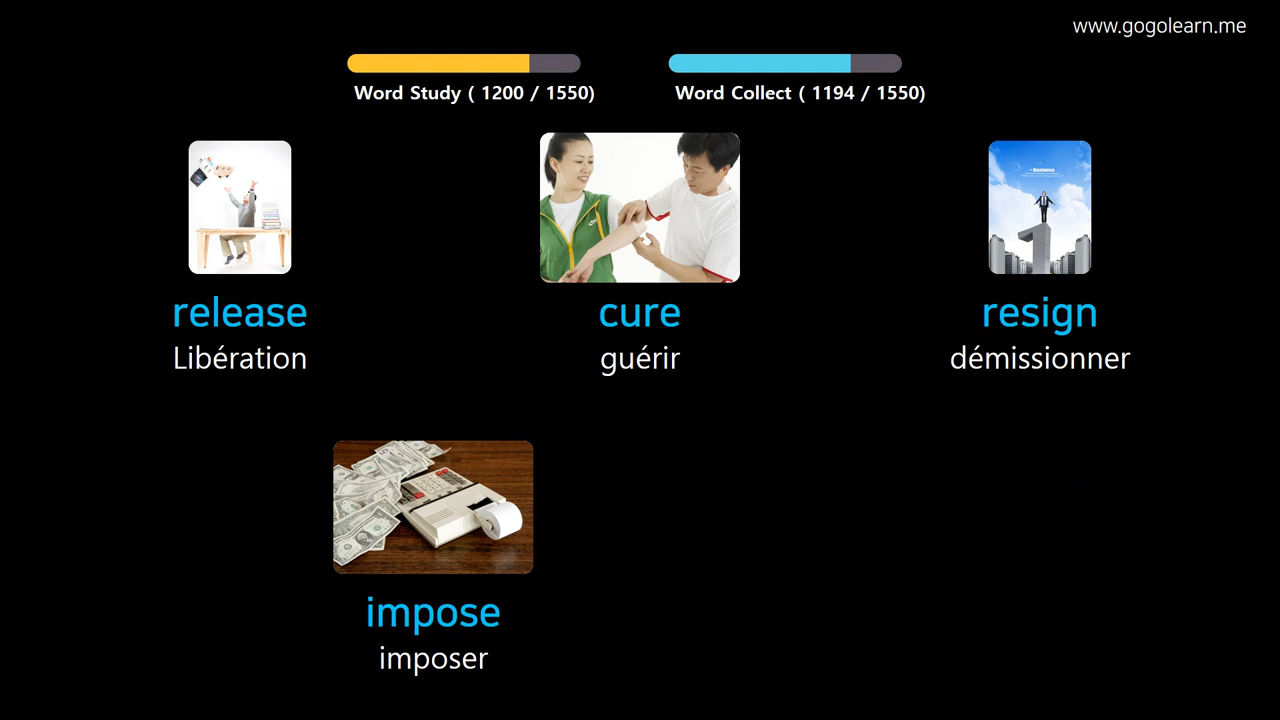 www.gogolearn.me
Word Study ( 1200 / 1550)
Word Collect ( 1194 / 1550)
Business
release
Libération
cure
guérir
resign
démissionner
impose
imposer